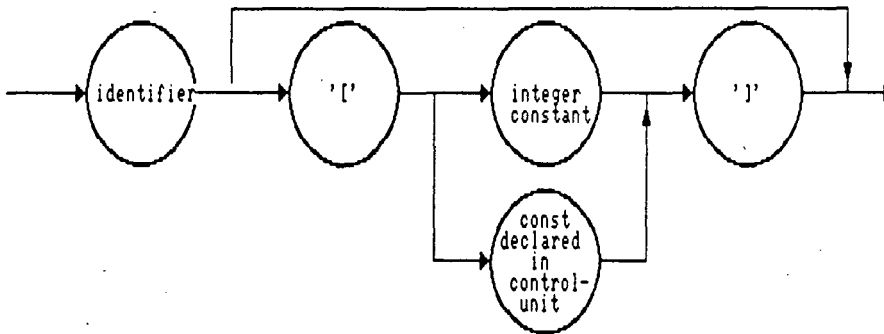 identifier
'['
integer
constant
']'
const
declared
in
control-
unit